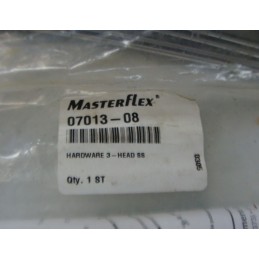 MASTERFLEX®
07013-08
HARDWARE 3-HEAD SS
Qty. 1 ST